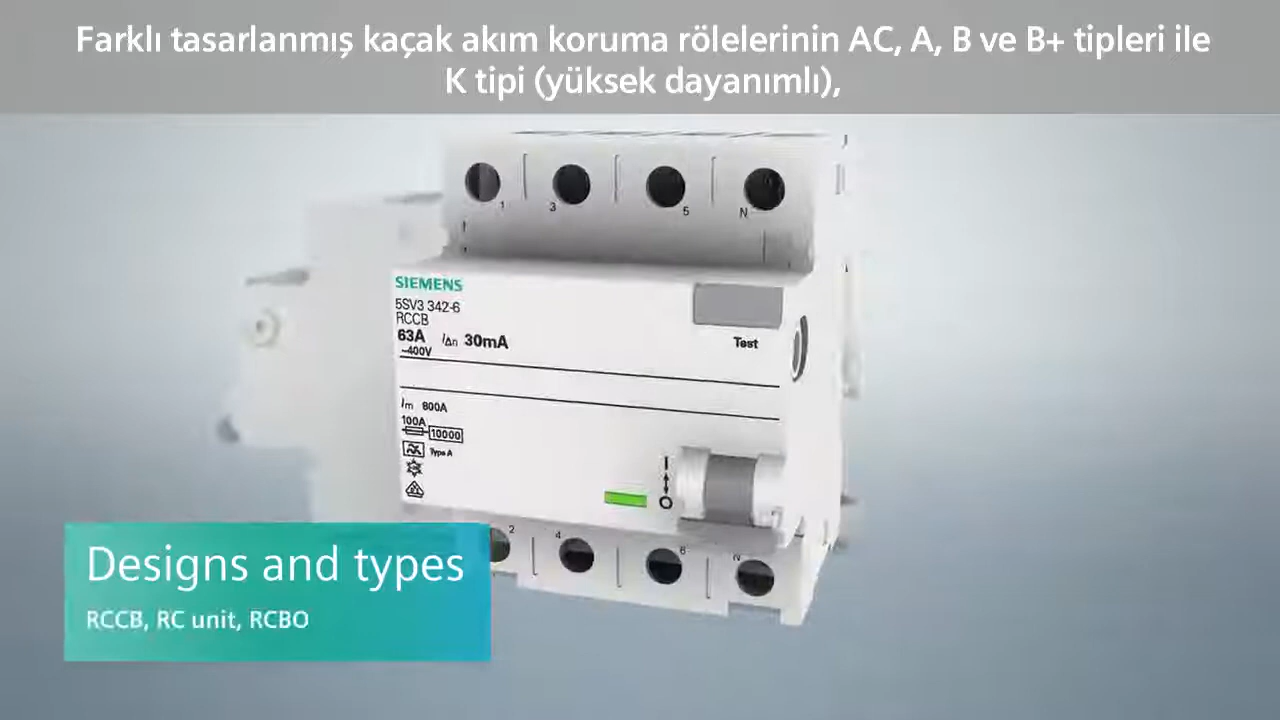 Farklı tasarlanmış kaçak akım koruma rölelerinin AC, A, B ve B+ tipleri ile
K tipi (yüksek dayanımlı),
1
3
5
N
SIEMENS
5SV3 342-6
RCCB
63A I∆n 30mA
~400V
Test
Im 800A
100A
10000
Type A
I
O
2
4
6
N
Designs and types
RCCB, RC unit, RCBO